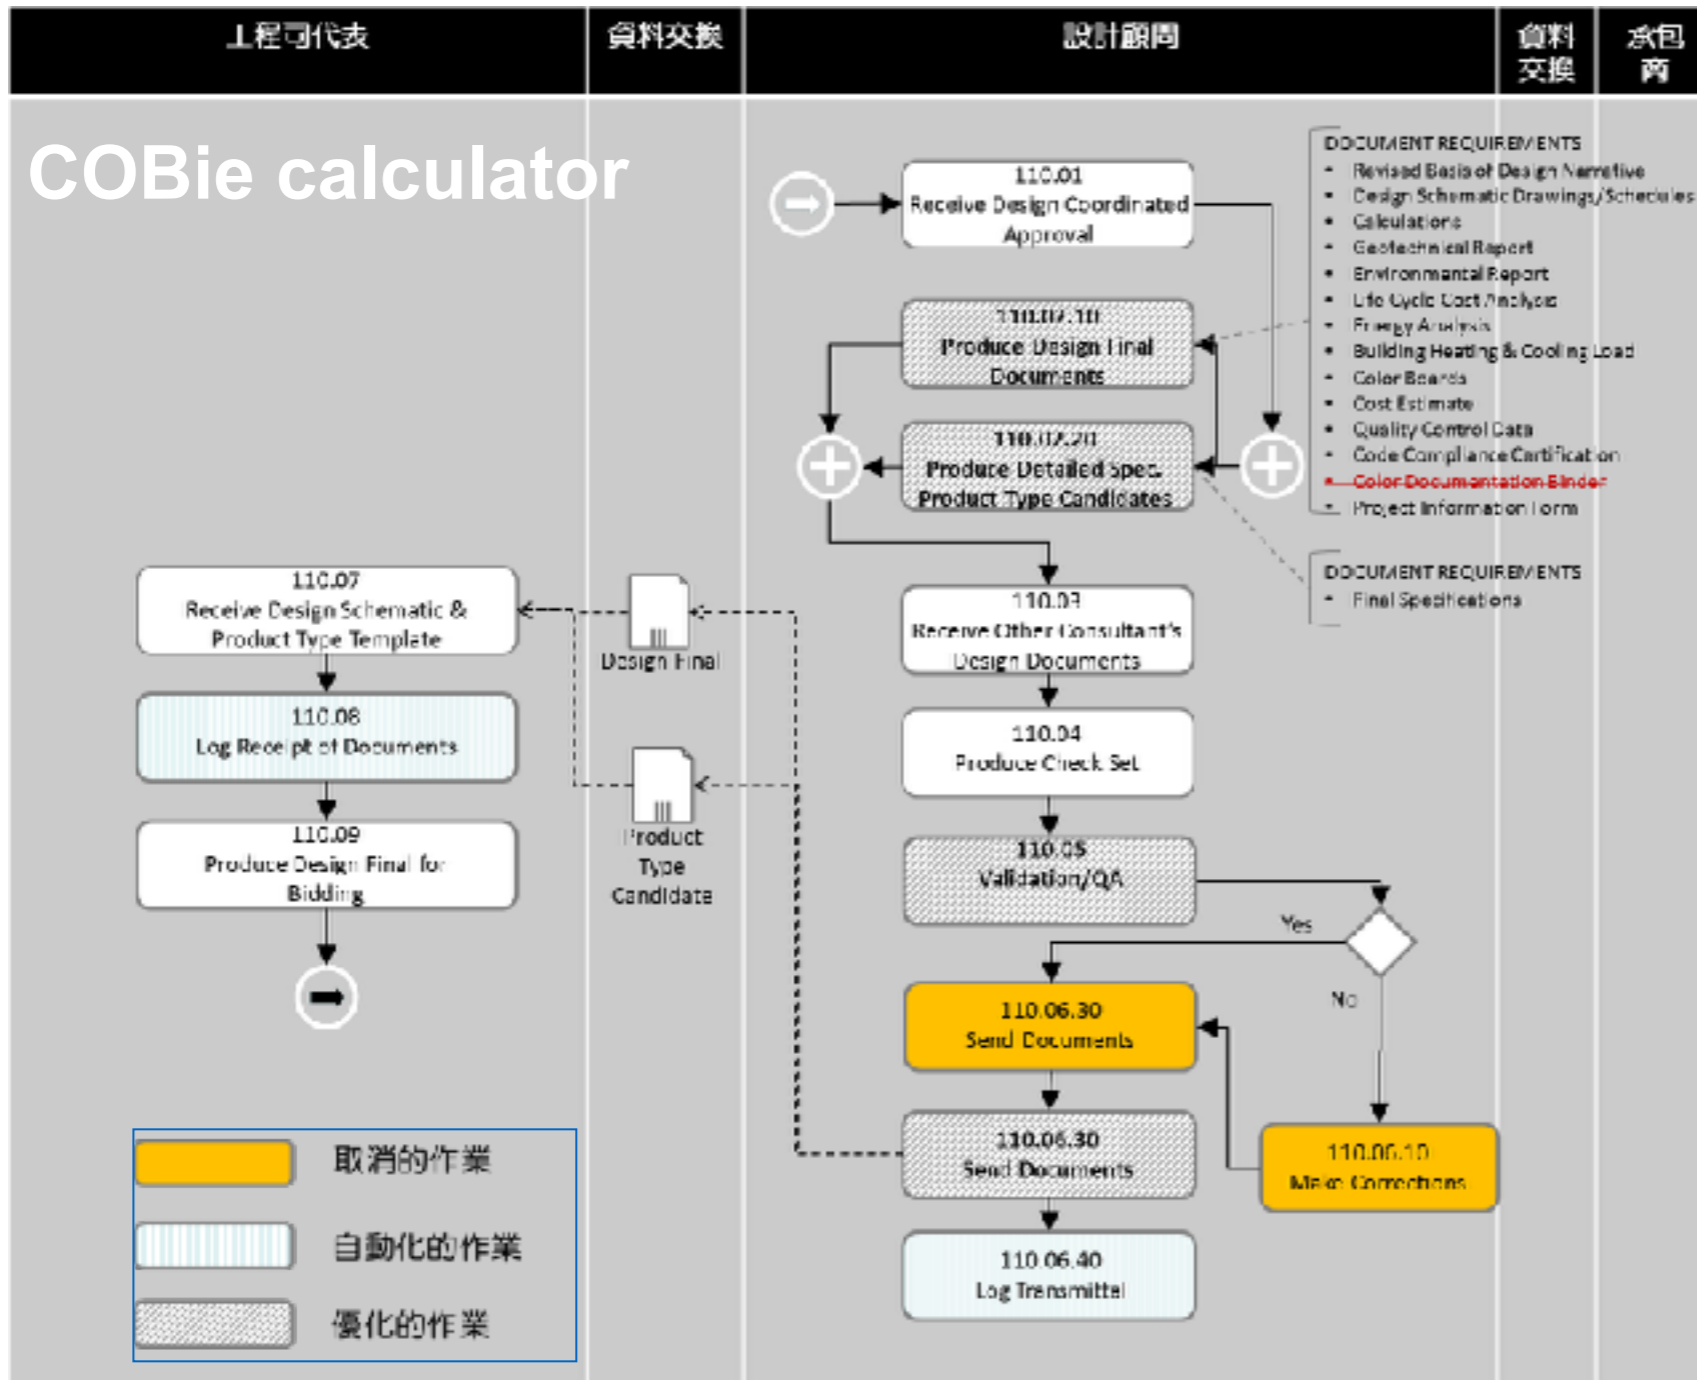 工程司代表
資料交換
設計顧問
資料
交換
承包
商
COBie calculator
110.01
Receive Design Coordinated
Approval
110.02.10
Produce Design Final
Documents
110.02.20
Produce Detailed Spec.
Product Type Candidates
DOCUMENT REQUIREMENTS
• Revised Basis of Design Narrative
• Design Schematic Drawings/Schedules
• Calculations
• Geotechnical Report
• Environmental Report
• Life Cycle Cost Analysis
• Energy Analysis
• Building Heating & Cooling Load
• Color Boards
• Cost Estimate
• Quality Control Data
• Code Compliance Certification
• Color Documentation Binder
• Project Information Form
DOCUMENT REQUIREMENTS
• Final Specifications
110.03
Receive Other Consultant's
Design Documents
110.04
Produce Check Set
110.05
Validation/QA
Yes
No
110.06.30
Send Documents
110.06.10
Make Corrections
110.06.30
Send Documents
110.06.40
Log Transmittel
Design Final
Product
Type
Candidate
110.07
Receive Design Schematic &
Product Type Template
110.08
Log Receipt of Documents
110.09
Produce Design Final for
Bidding
取消的作業
自動化的作業
優化的作業